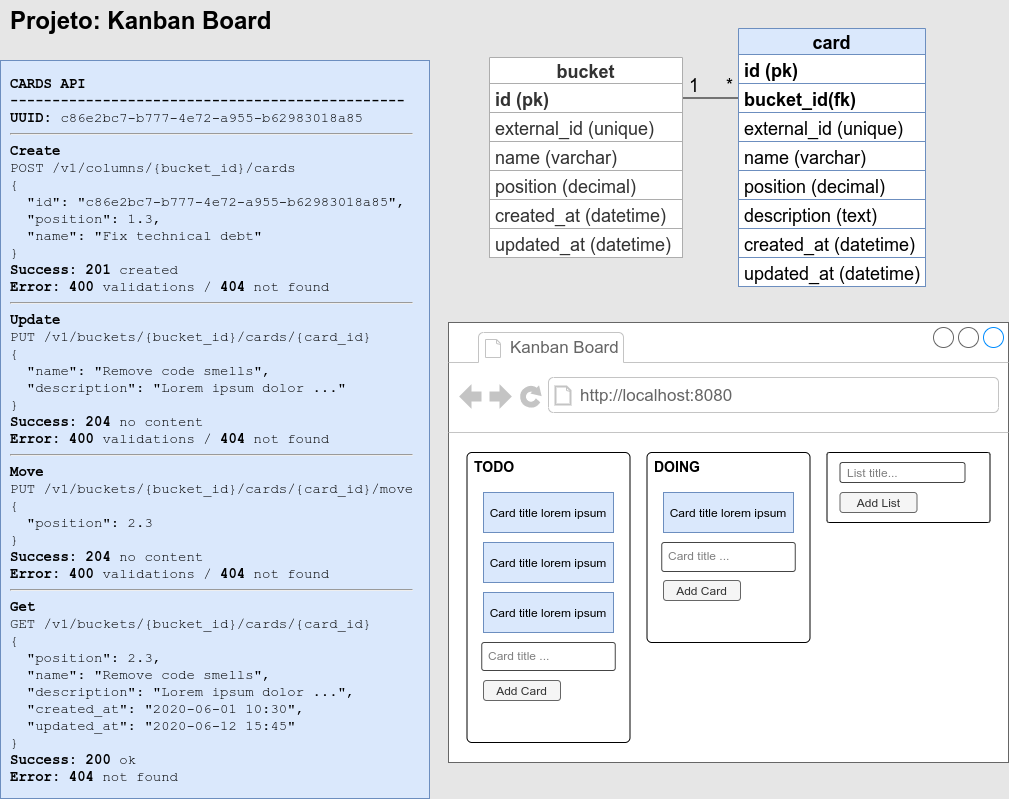 Projeto: Kanban Board
CARDS API
-----------------------------------------------
UUID: c86e2bc7-b777-4e72-a955-b62983018a85
Create
POST /v1/columns/{bucket_id}/cards
{
"id": "c86e2bc7-b777-4e72-a955-b62983018a85",
"position": 1.3,
"name": "Fix technical debt"
}
Success: 201 created
Error: 400 validations / 404 not found
Update
PUT /v1/buckets/{bucket_id}/cards/{card_id}
{
"name": "Remove code smells",
"description": "Lorem ipsum dolor ..."
}
Success: 204 no content
Error: 400 validations / 404 not found
Move
PUT /v1/buckets/{bucket_id}/cards/{card_id}/move
{
"position": 2.3
}
Success: 204 no content
Error: 400 validations / 404 not found
Get
GET /v1/buckets/{bucket_id}/cards/{card_id}
{
"position": 2.3,
"name": "Remove code smells",
"description": "Lorem ipsum dolor ...",
"created_at": "2020-06-01 10:30",
"updated_at": "2020-06-12 15:45"
}
Success: 200 ok
Error: 404 not found
bucket
id (pk)
external_id (unique)
name (varchar)
position (decimal)
created_at (datetime)
updated_at (datetime)
1
*
card
id (pk)
bucket_id(fk)
external_id (unique)
name (varchar)
position (decimal)
description (text)
created_at (datetime)
updated_at (datetime)
Kanban Board
http://localhost:8080
TODO
Card title lorem ipsum
Card title lorem ipsum
Card title lorem ipsum
Card title ...
Add Card
DOING
Card title lorem ipsum
Card title ...
Add Card
List title...
Add List